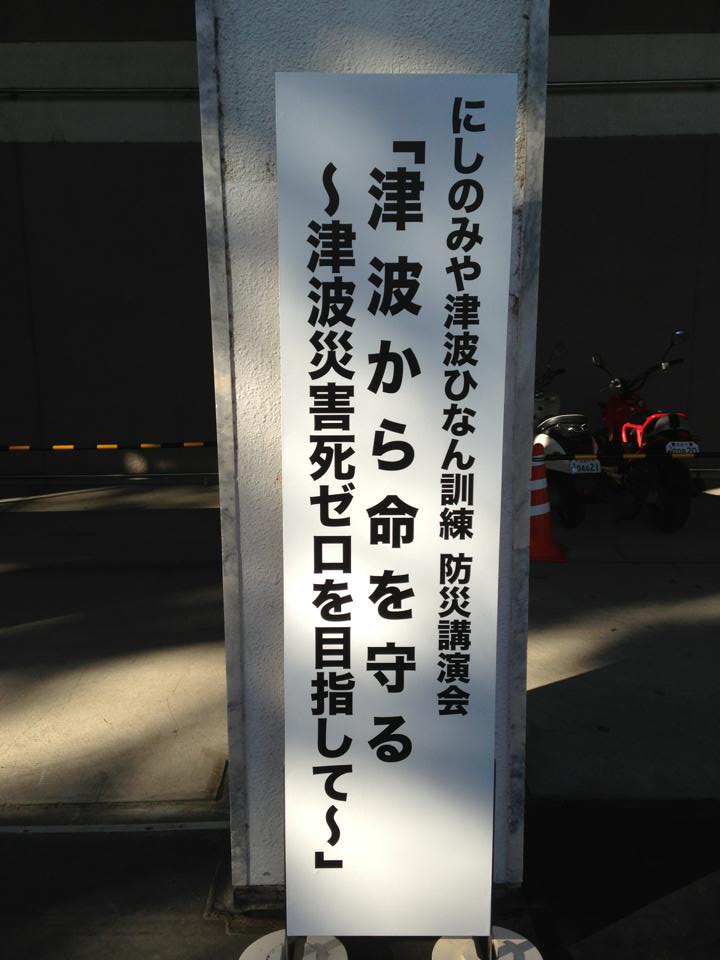 にしのみや津波ひなん訓練 防災講演会
「津波から命を守る
～津波災害死ゼロを目指して～」